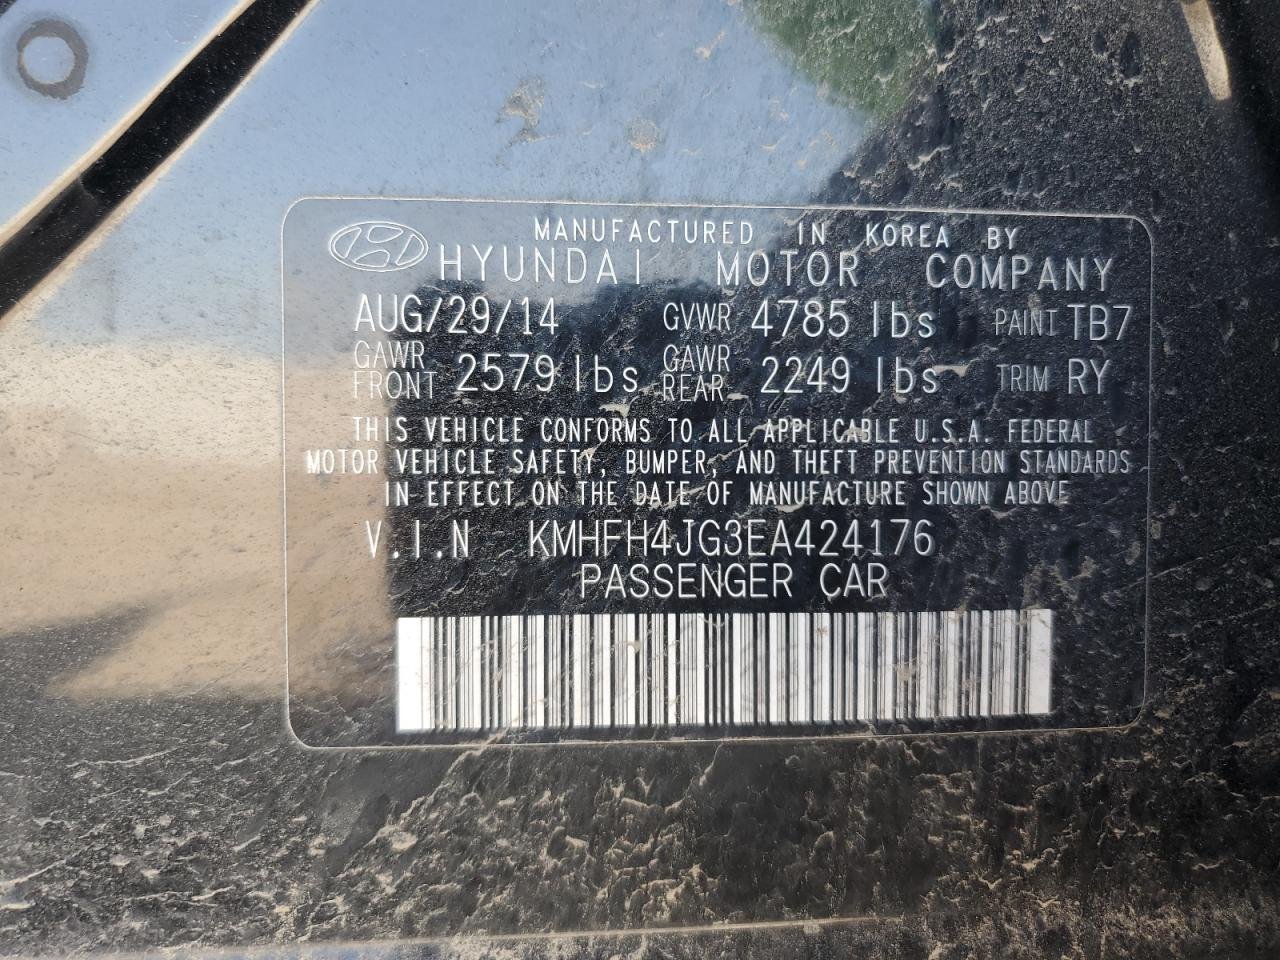 MANUFACTURED IN KOREA BY
HYUNDAI MOTOR COMPANY
AUG/29/14 GVWR 4785 lbs PAINT TB7
GAWR FRONT 2579 lbs GAWR REAR 2249 lbs TRIM RY
THIS VEHICLE CONFORMS TO ALL APPLICABLE U.S.A. FEDERAL
MOTOR VEHICLE SAFETY, BUMPER, AND THEFT PREVENTION STANDARDS
IN EFFECT ON THE DATE OF MANUFACTURE SHOWN ABOVE
V.I.N KMHFH4JG3EA424176
PASSENGER CAR